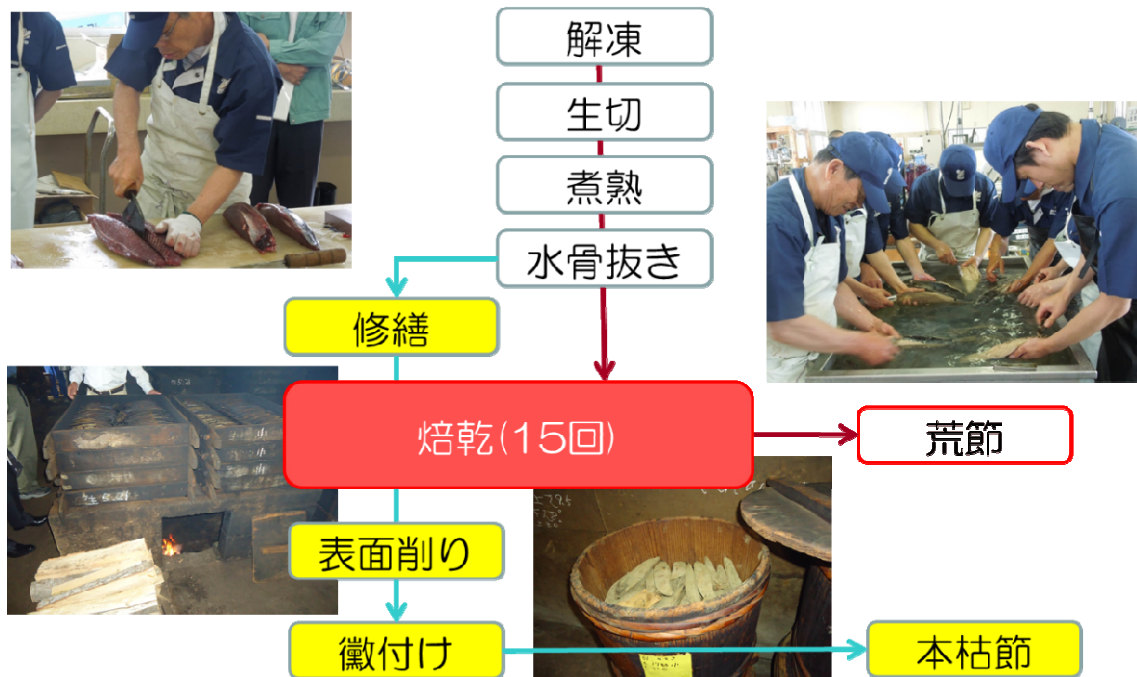 解凍
生切
煮熟
水骨抜き
修繕
焙乾(15回)
荒節
表面削り
黴付け
本枯節